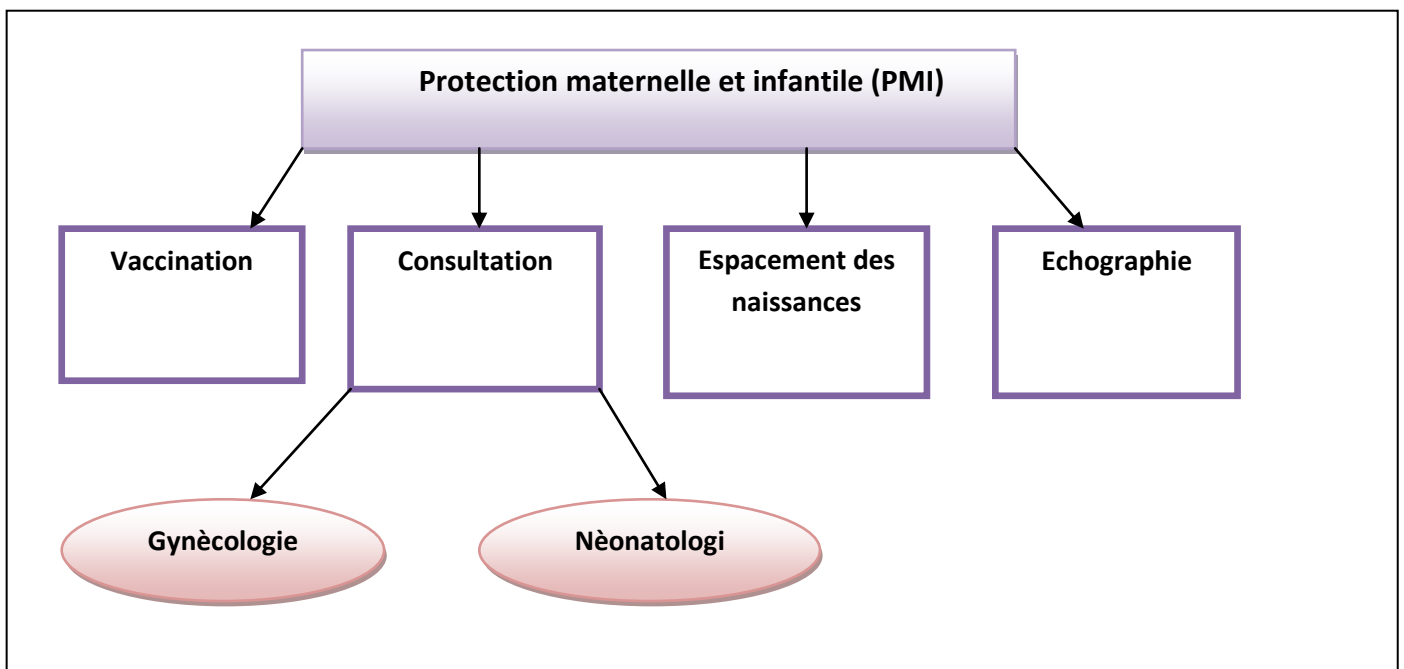 Protection maternelle et infantile (PMI)
Vaccination
Consultation
Espacement des
naissances
Echographie
Gynècologie
Nèonatologi